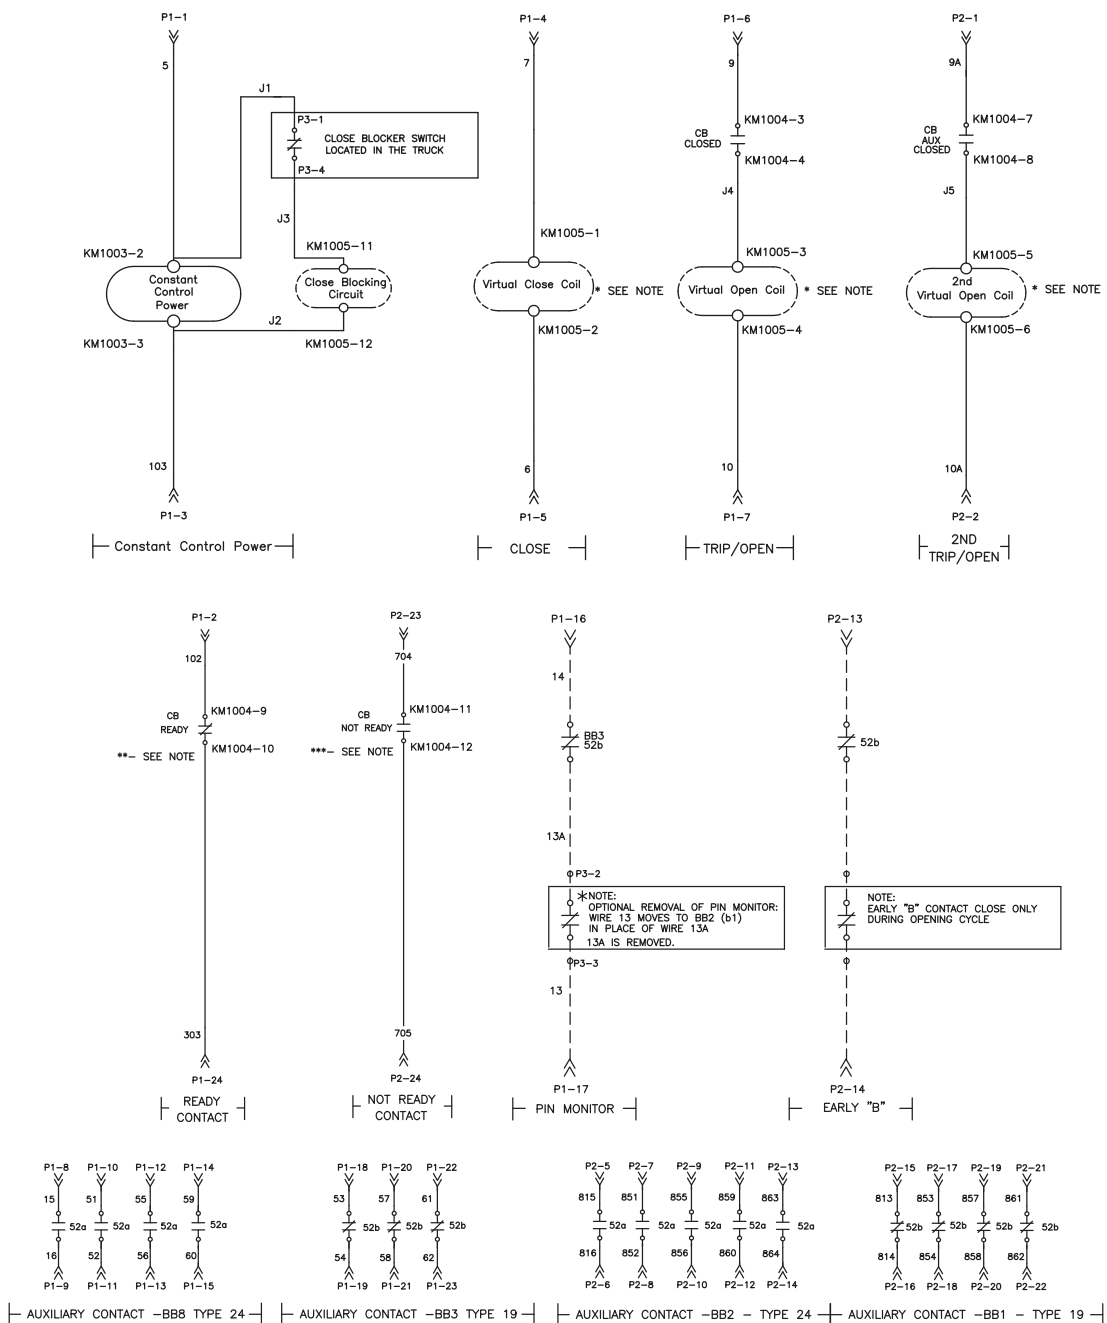 P1-1
P1-4
P1-6
P2-1
5
7
9
9A
J1
P3-1
CLOSE BLOCKER SWITCH
LOCATED IN THE TRUCK
P3-4
KM1004-3
CB
CLOSED
KM1004-4
KM1004-7
CB
AUX
CLOSED
KM1004-8
J3
J4
J5
KM1003-2
KM1005-11
KM1005-1
KM1005-3
KM1005-5
Constant
Control
Power
Close Blocking
Circuit
Virtual Close Coil
* SEE NOTE
Virtual Open Coil
* SEE NOTE
2nd
Virtual Open Coil
* SEE NOTE
J2
KM1003-3
KM1005-12
KM1005-2
KM1005-4
KM1005-6
103
6
10
10A
P1-3
P1-5
P1-7
P2-2
Constant Control Power
CLOSE
TRIP/OPEN
2ND
TRIP/OPEN
P1-2
P2-23
P1-16
P2-13
102
704
14
KM1004-9
CB
READY
KM1004-10
**- SEE NOTE
KM1004-11
CB
NOT READY
KM1004-12
***- SEE NOTE
BB3
52b
52b
13A
P3-2
*NOTE:
OPTIONAL REMOVAL OF PIN MONITOR:
WIRE 13 MOVES TO BB2 (b1)
IN PLACE OF WIRE 13A
13A IS REMOVED.
NOTE:
EARLY "B" CONTACT CLOSE ONLY
DURING OPENING CYCLE
P3-3
13
303
705
P1-24
P2-24
P1-17
P2-14
READY
CONTACT
NOT READY
CONTACT
PIN MONITOR
EARLY "B"
P1-8 P1-10 P1-12 P1-14
15 51 55 59
52a 52a 52a 52a
16 52 56 60
P1-9 P1-11 P1-13 P1-15
AUXILIARY CONTACT -BB8 TYPE 24
P1-18 P1-20 P1-22
53 57 61
52b 52b 52b
54 58 62
P1-19 P1-21 P1-23
AUXILIARY CONTACT -BB3 TYPE 19
P2-5 P2-7 P2-9 P2-11 P2-13
815 851 855 859 863
52a 52a 52a 52a 52a
816 852 856 860 864
P2-6 P2-8 P2-10 P2-12 P2-14
AUXILIARY CONTACT -BB2 - TYPE 24
P2-15 P2-17 P2-19 P2-21
813 853 857 861
52b 52b 52b 52b
814 854 858 862
P2-16 P2-18 P2-20 P2-22
AUXILIARY CONTACT -BB1 - TYPE 19